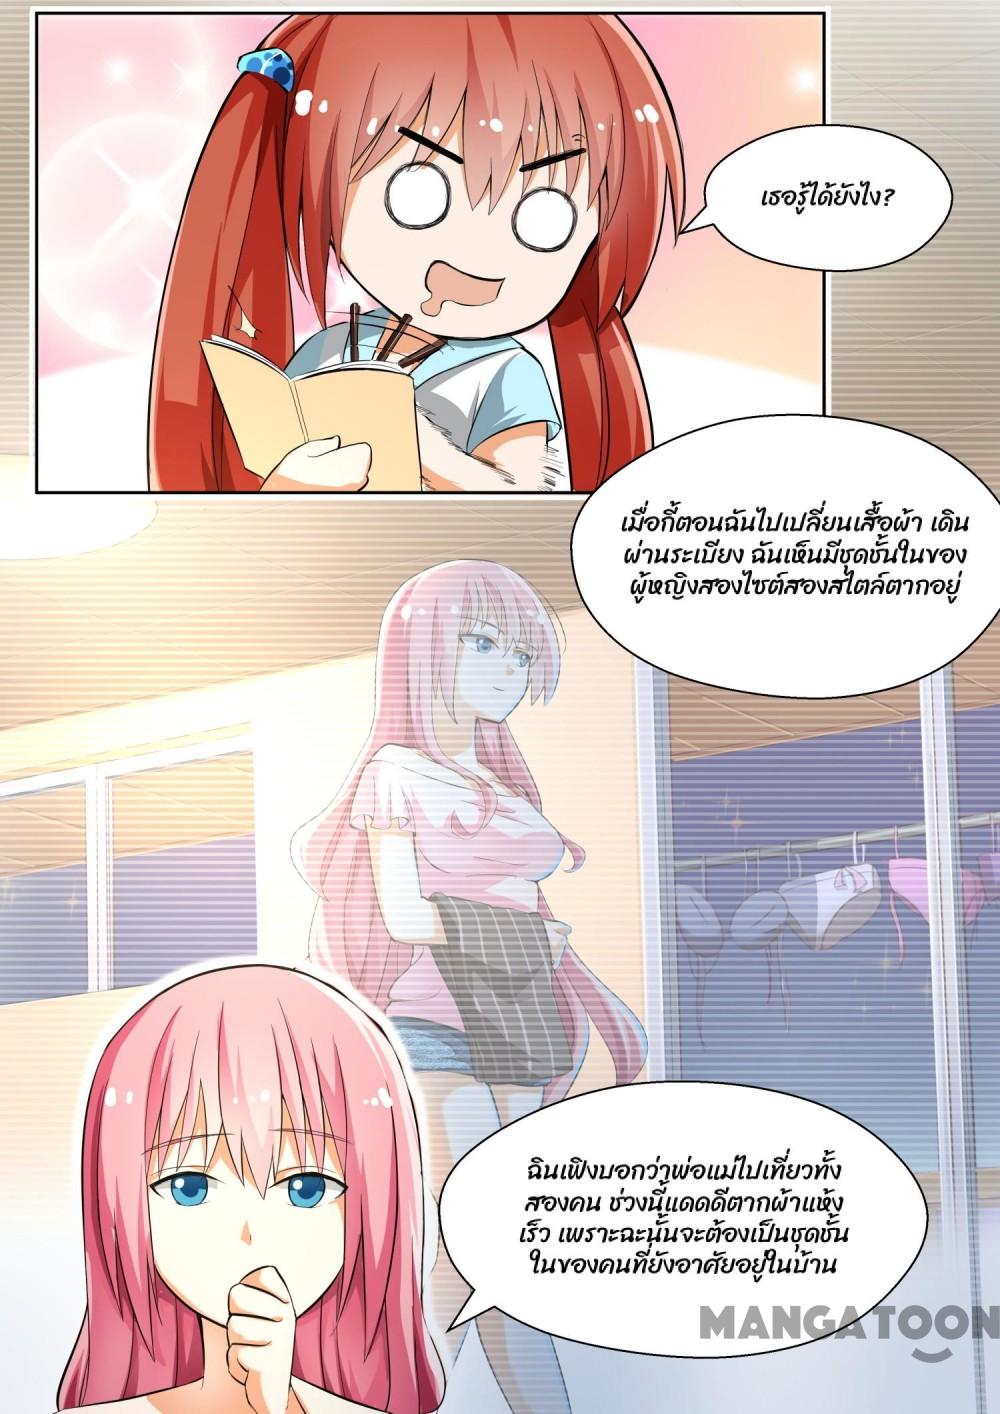 เธอรู้ได้ยังไง?
เมื่อกี้ตอนฉันไปเปลี่ยนเสื้อผ้า เดิน
ผ่านระเบียง ฉันเห็นมีชุดชั้นในของ
ผู้หญิงสองไซต์สองสไตล์ตากอยู่
ฉินเฟิงบอกว่าพ่อแม่ไปเที่ยวทั้ง
สองคน ช่วงนี้แดดดีตากผ้าแห้ง
เร็ว เพราะฉะนั้นจะต้องเป็นชุดชั้น
ในของคนที่ยังอาศัยอยู่ในบ้าน
MANGATOON